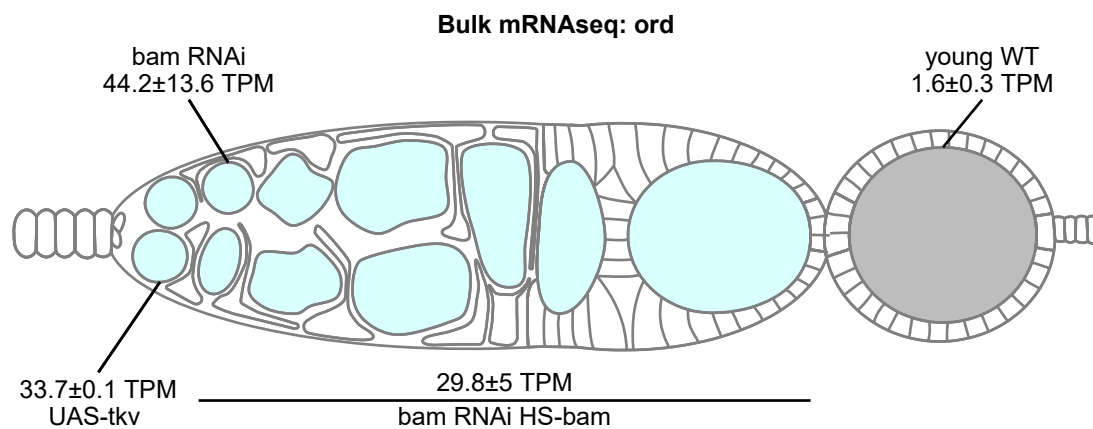 Bulk mRNAseq: ord
bam RNAi
44.2±13.6 TPM
young WT
1.6±0.3 TPM
33.7±0.1 TPM
UAS-tkv
29.8±5 TPM
bam RNAi HS-bam